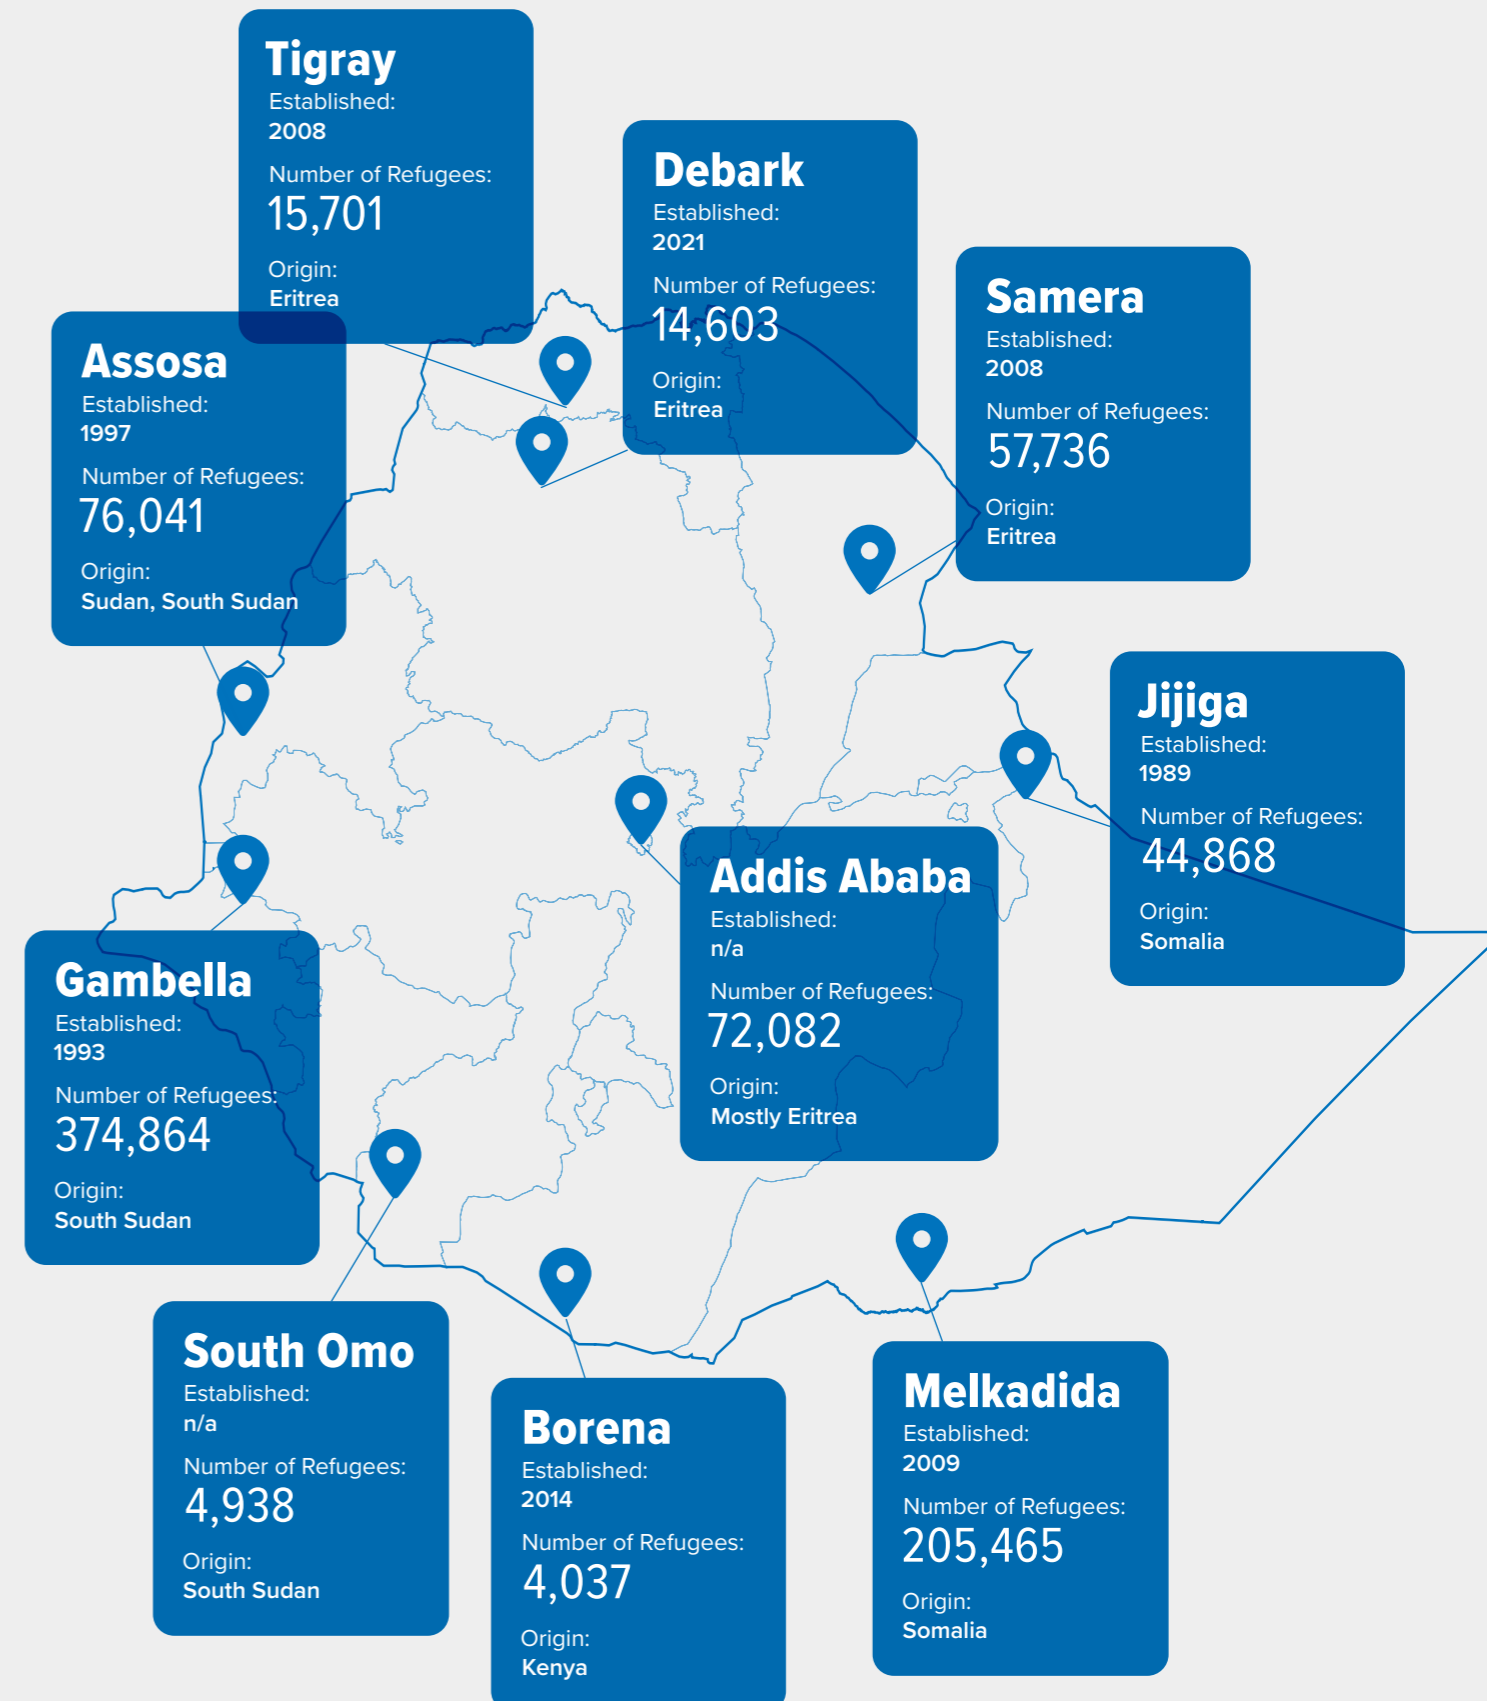 Tigray
Established:
2008
Number of Refugees:
15,701
Origin:
Eritrea
Debark
Established:
2021
Number of Refugees:
14,603
Origin:
Eritrea
Samera
Established:
2008
Number of Refugees:
57,736
Origin:
Eritrea
Assosa
Established:
1997
Number of Refugees:
76,041
Origin:
Sudan, South Sudan
Jijiga
Established:
1989
Number of Refugees:
44,868
Origin:
Somalia
Addis Ababa
Established:
n/a
Number of Refugees:
72,082
Origin:
Mostly Eritrea
Gambella
Established:
1993
Number of Refugees:
374,864
Origin:
South Sudan
South Omo
Established:
n/a
Number of Refugees:
4,938
Origin:
South Sudan
Borena
Established:
2014
Number of Refugees:
4,037
Origin:
Kenya
Melkadida
Established:
2009
Number of Refugees:
205,465
Origin:
Somalia